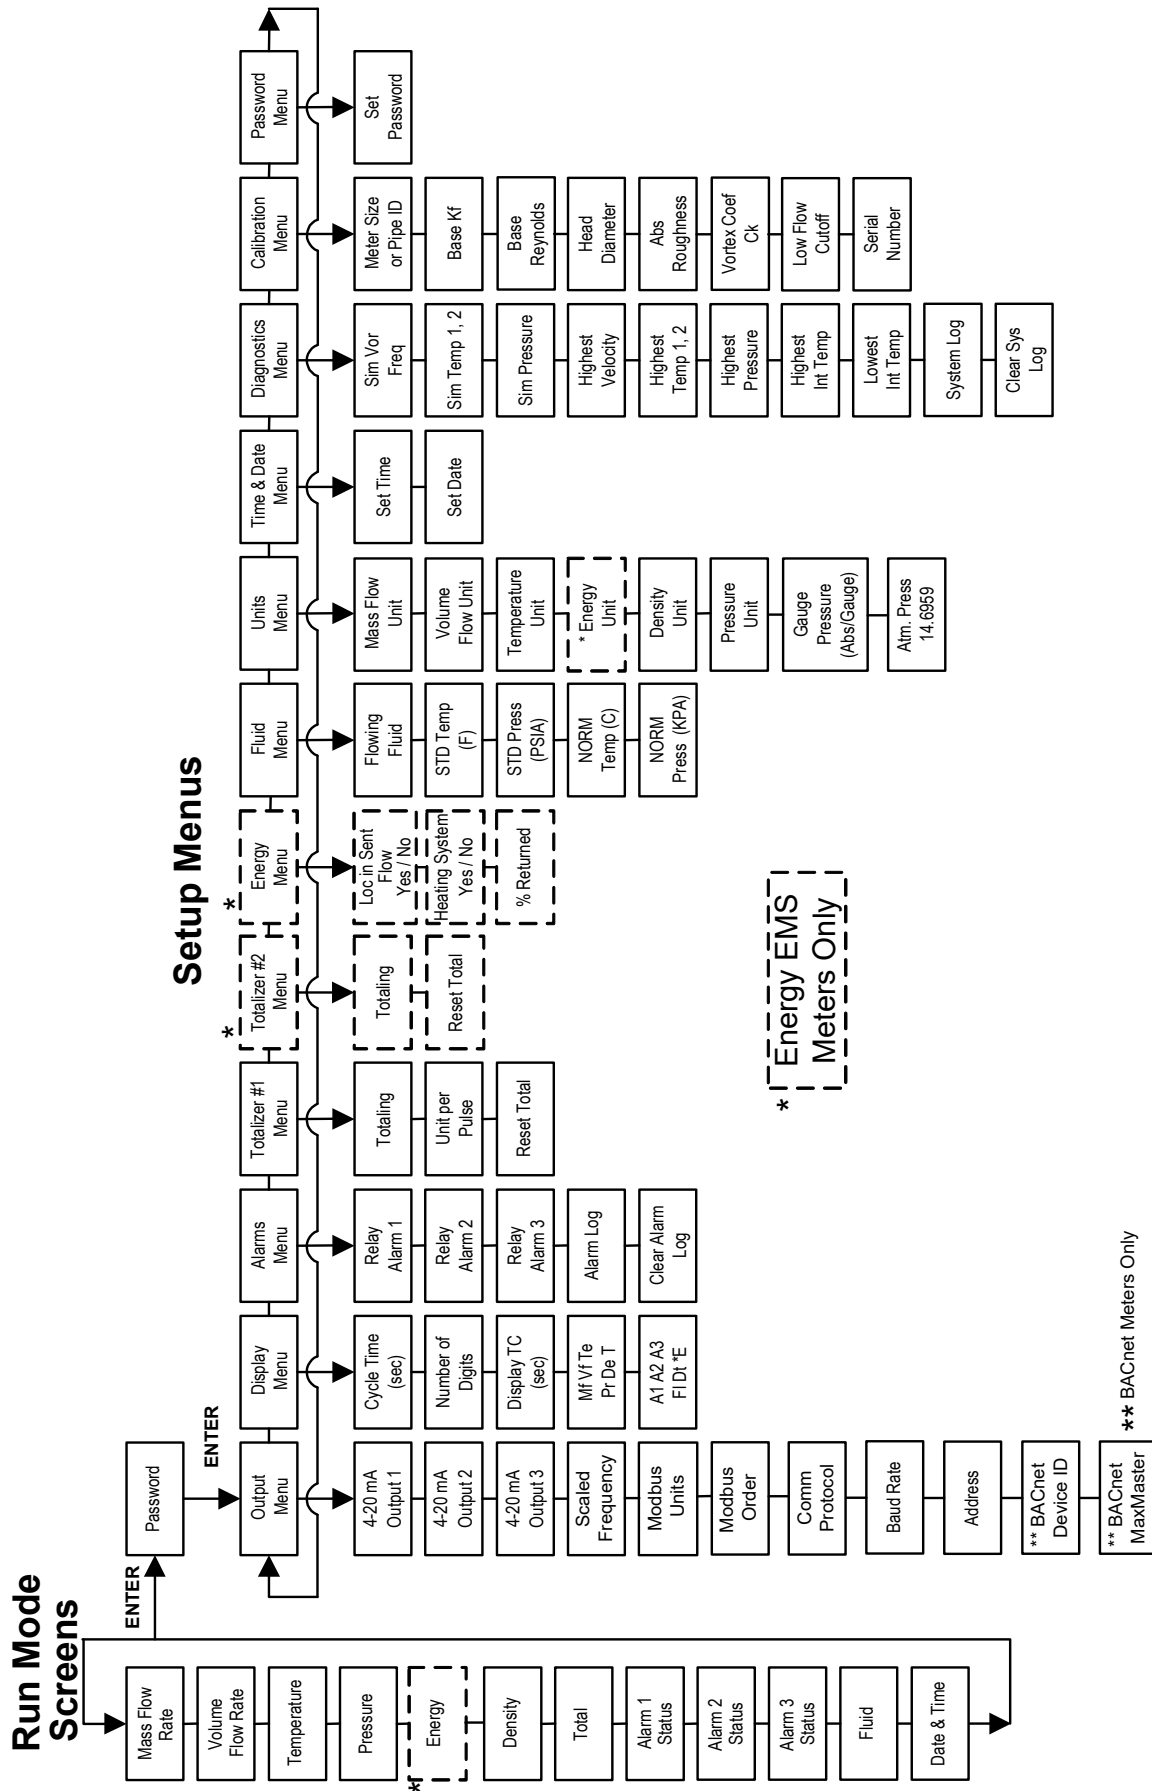 Run Mode
Screens
Mass Flow
Rate
Volume
Flow Rate
Temperature
Pressure
*
Energy
Density
Total
Alarm 1
Status
Alarm 2
Status
Alarm 3
Status
Fluid
Date & Time
ENTER
Password
ENTER
Setup Menus
Output
Menu
4-20 mA
Output 1
4-20 mA
Output 2
4-20 mA
Output 3
Scaled
Frequency
Modbus
Units
Modbus
Order
Comm
Protocol
Baud Rate
Address
** BACnet
Device ID
** BACnet
MaxMaster
Display
Menu
Cycle Time
(sec)
Number of
Digits
Display TC
(sec)
Mf Vf Te
Pr De T
A1 A2 A3
Fl Dt *E
Alarms
Menu
Relay
Alarm 1
Relay
Alarm 2
Relay
Alarm 3
Alarm Log
Clear Alarm
Log
Totalizer #1
Menu
Totaling
Unit per
Pulse
Reset Total
*
Totalizer #2
Menu
Totaling
Reset Total
*
Energy
Menu
Loc in Sent
Flow
Yes / No
Heating System
Yes / No
% Returned
Fluid
Menu
Flowing
Fluid
STD Temp
(F)
STD Press
(PSIA)
NORM
Temp (C)
NORM
Press (KPA)
Units
Menu
Mass Flow
Unit
Volume
Flow Unit
Temperature
Unit
* Energy
Unit
Density
Unit
Pressure
Unit
Gauge
Pressure
(Abs/Gauge)
Atm. Press
14.6959
Time & Date
Menu
Set Time
Set Date
Diagnostics
Menu
Sim Vor
Freq
Sim Temp 1, 2
Sim Pressure
Highest
Velocity
Highest
Temp 1, 2
Highest
Pressure
Highest
Int Temp
Lowest
Int Temp
System Log
Clear Sys
Log
Calibration
Menu
Meter Size
or Pipe ID
Base Kf
Base
Reynolds
Head
Diameter
Abs
Roughness
Vortex Coef
Ck
Low Flow
Cutoff
Serial
Number
Password
Menu
Set
Password
* Energy EMS
Meters Only
** BACnet Meters Only